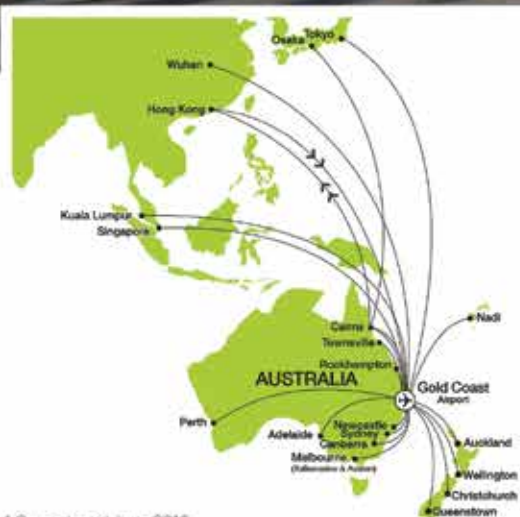 Osaka
Tokyo
Wuhan
Hong Kong
Kuala Lumpur
Singapore
Cairns
Townsville
Rockhampton
Nadi
AUSTRALIA
Gold Coast
Airport
Perth
Adelaide
Newcastle
Sydney
Canberra
Melbourne
(Tullamarine & Avalon)
Auckland
Wellington
Christchurch
Queenstown